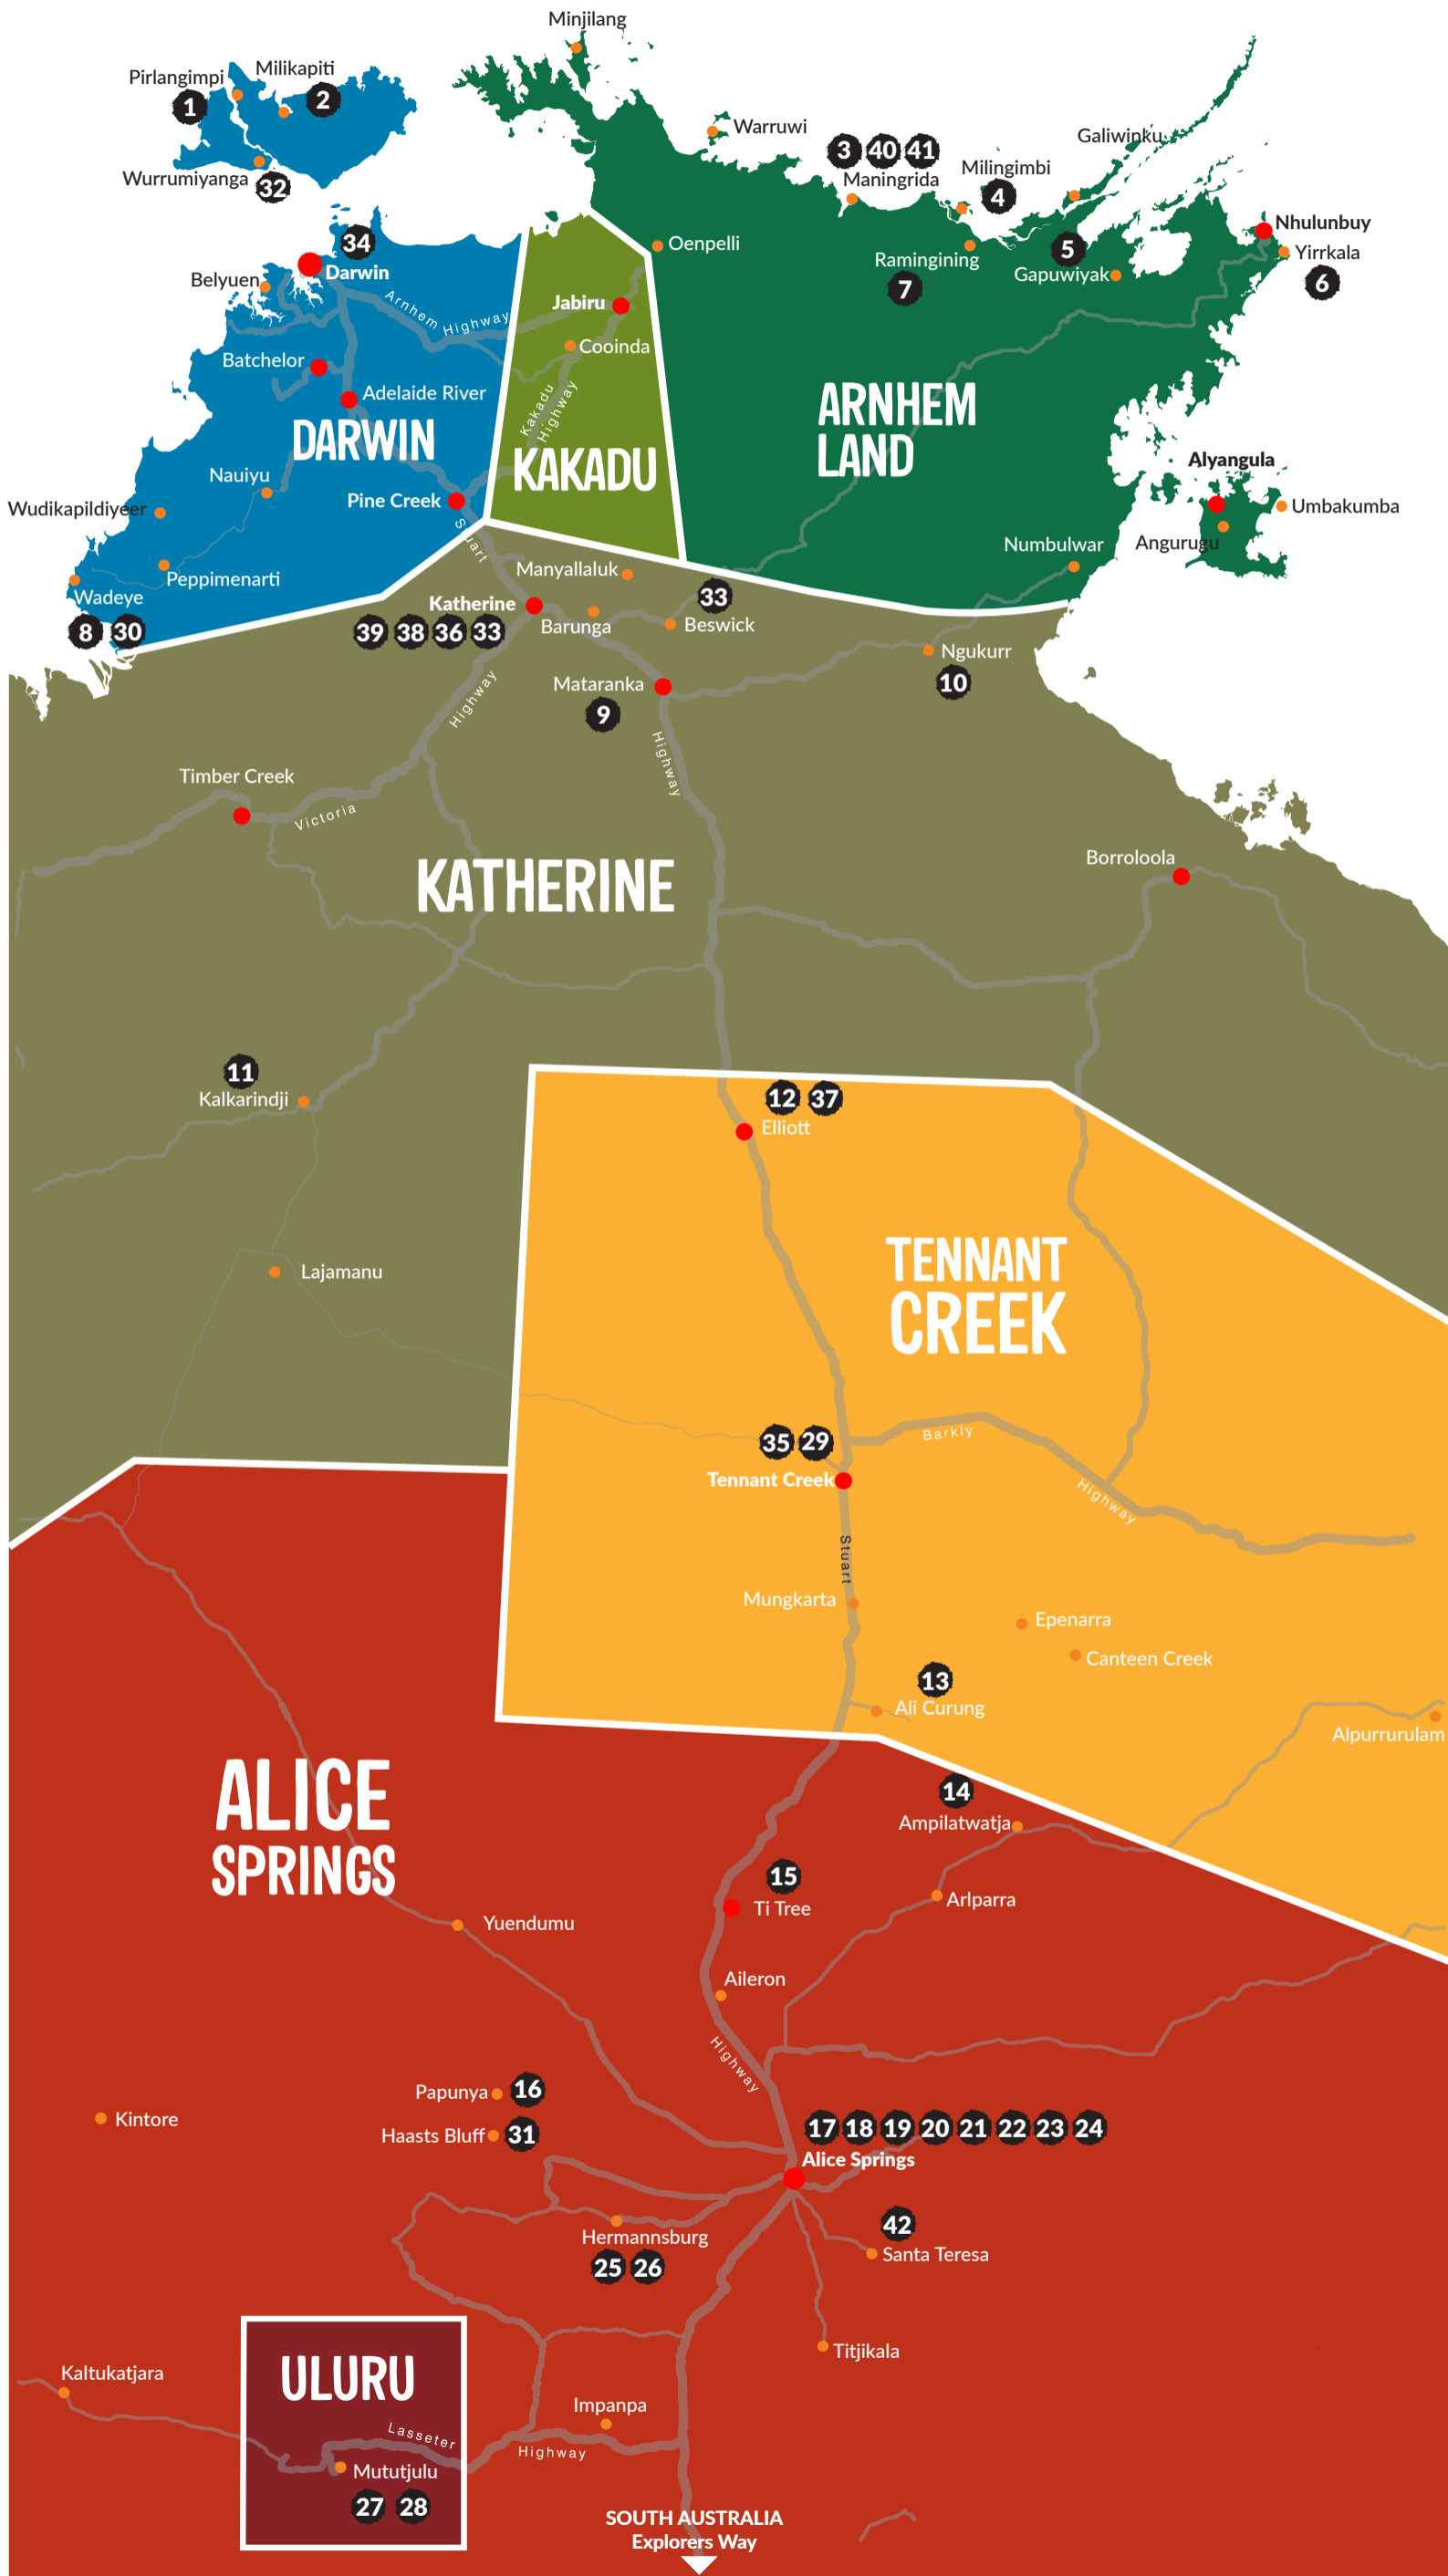 Minjilang
Pirlangimpi
Milikapiti
1
2
Wurrumiyanga
32
Warruwi
3 40 41
Maningrida
Milingimbi
4
Galiwinku
Nhulunbuy
Yirrkala
6
5
Gapuwiyak
Ramingining
7
Oenpelli
34
Darwin
Belyuen
Arnhem Highway
Jabiru
Cooinda
Kakadu
Highway
Batchelor
Adelaide River
DARWIN
KAKADU
ARNHEM
LAND
Nauiyu
Wudikapildiyeer
Pine Creek
Stuart
Peppimenarti
Wadeye
8 30
Alyangula
Umbakumba
Angurugu
Numbulwar
Manyallaluk
Katherine
39 38 36 33
Barunga
33
Beswick
Ngukurr
10
Mataranka
9
Highway
Highway
Timber Creek
Victoria
KATHERINE
Borroloola
11
Kalkarindji
12 37
Elliott
Lajamanu
TENNANT
CREEK
35 29
Tennant Creek
Barkly
Highway
Stuart
Mungkarta
Epenarra
Canteen Creek
13
Ali Curung
Alpurrurulam
ALICE
SPRINGS
14
Ampilatwatja
15
Ti Tree
Arlparra
Yuendumu
Aileron
Highway
Papunya 16
Kintore
Haasts Bluff 31
17 18 19 20 21 22 23 24
Alice Springs
42
Santa Teresa
Hermannsburg
25 26
Titjikala
Kaltukatjara
ULURU
Lasseter
Highway
Impanpa
Mututjulu
27 28
SOUTH AUSTRALIA
Explorers Way